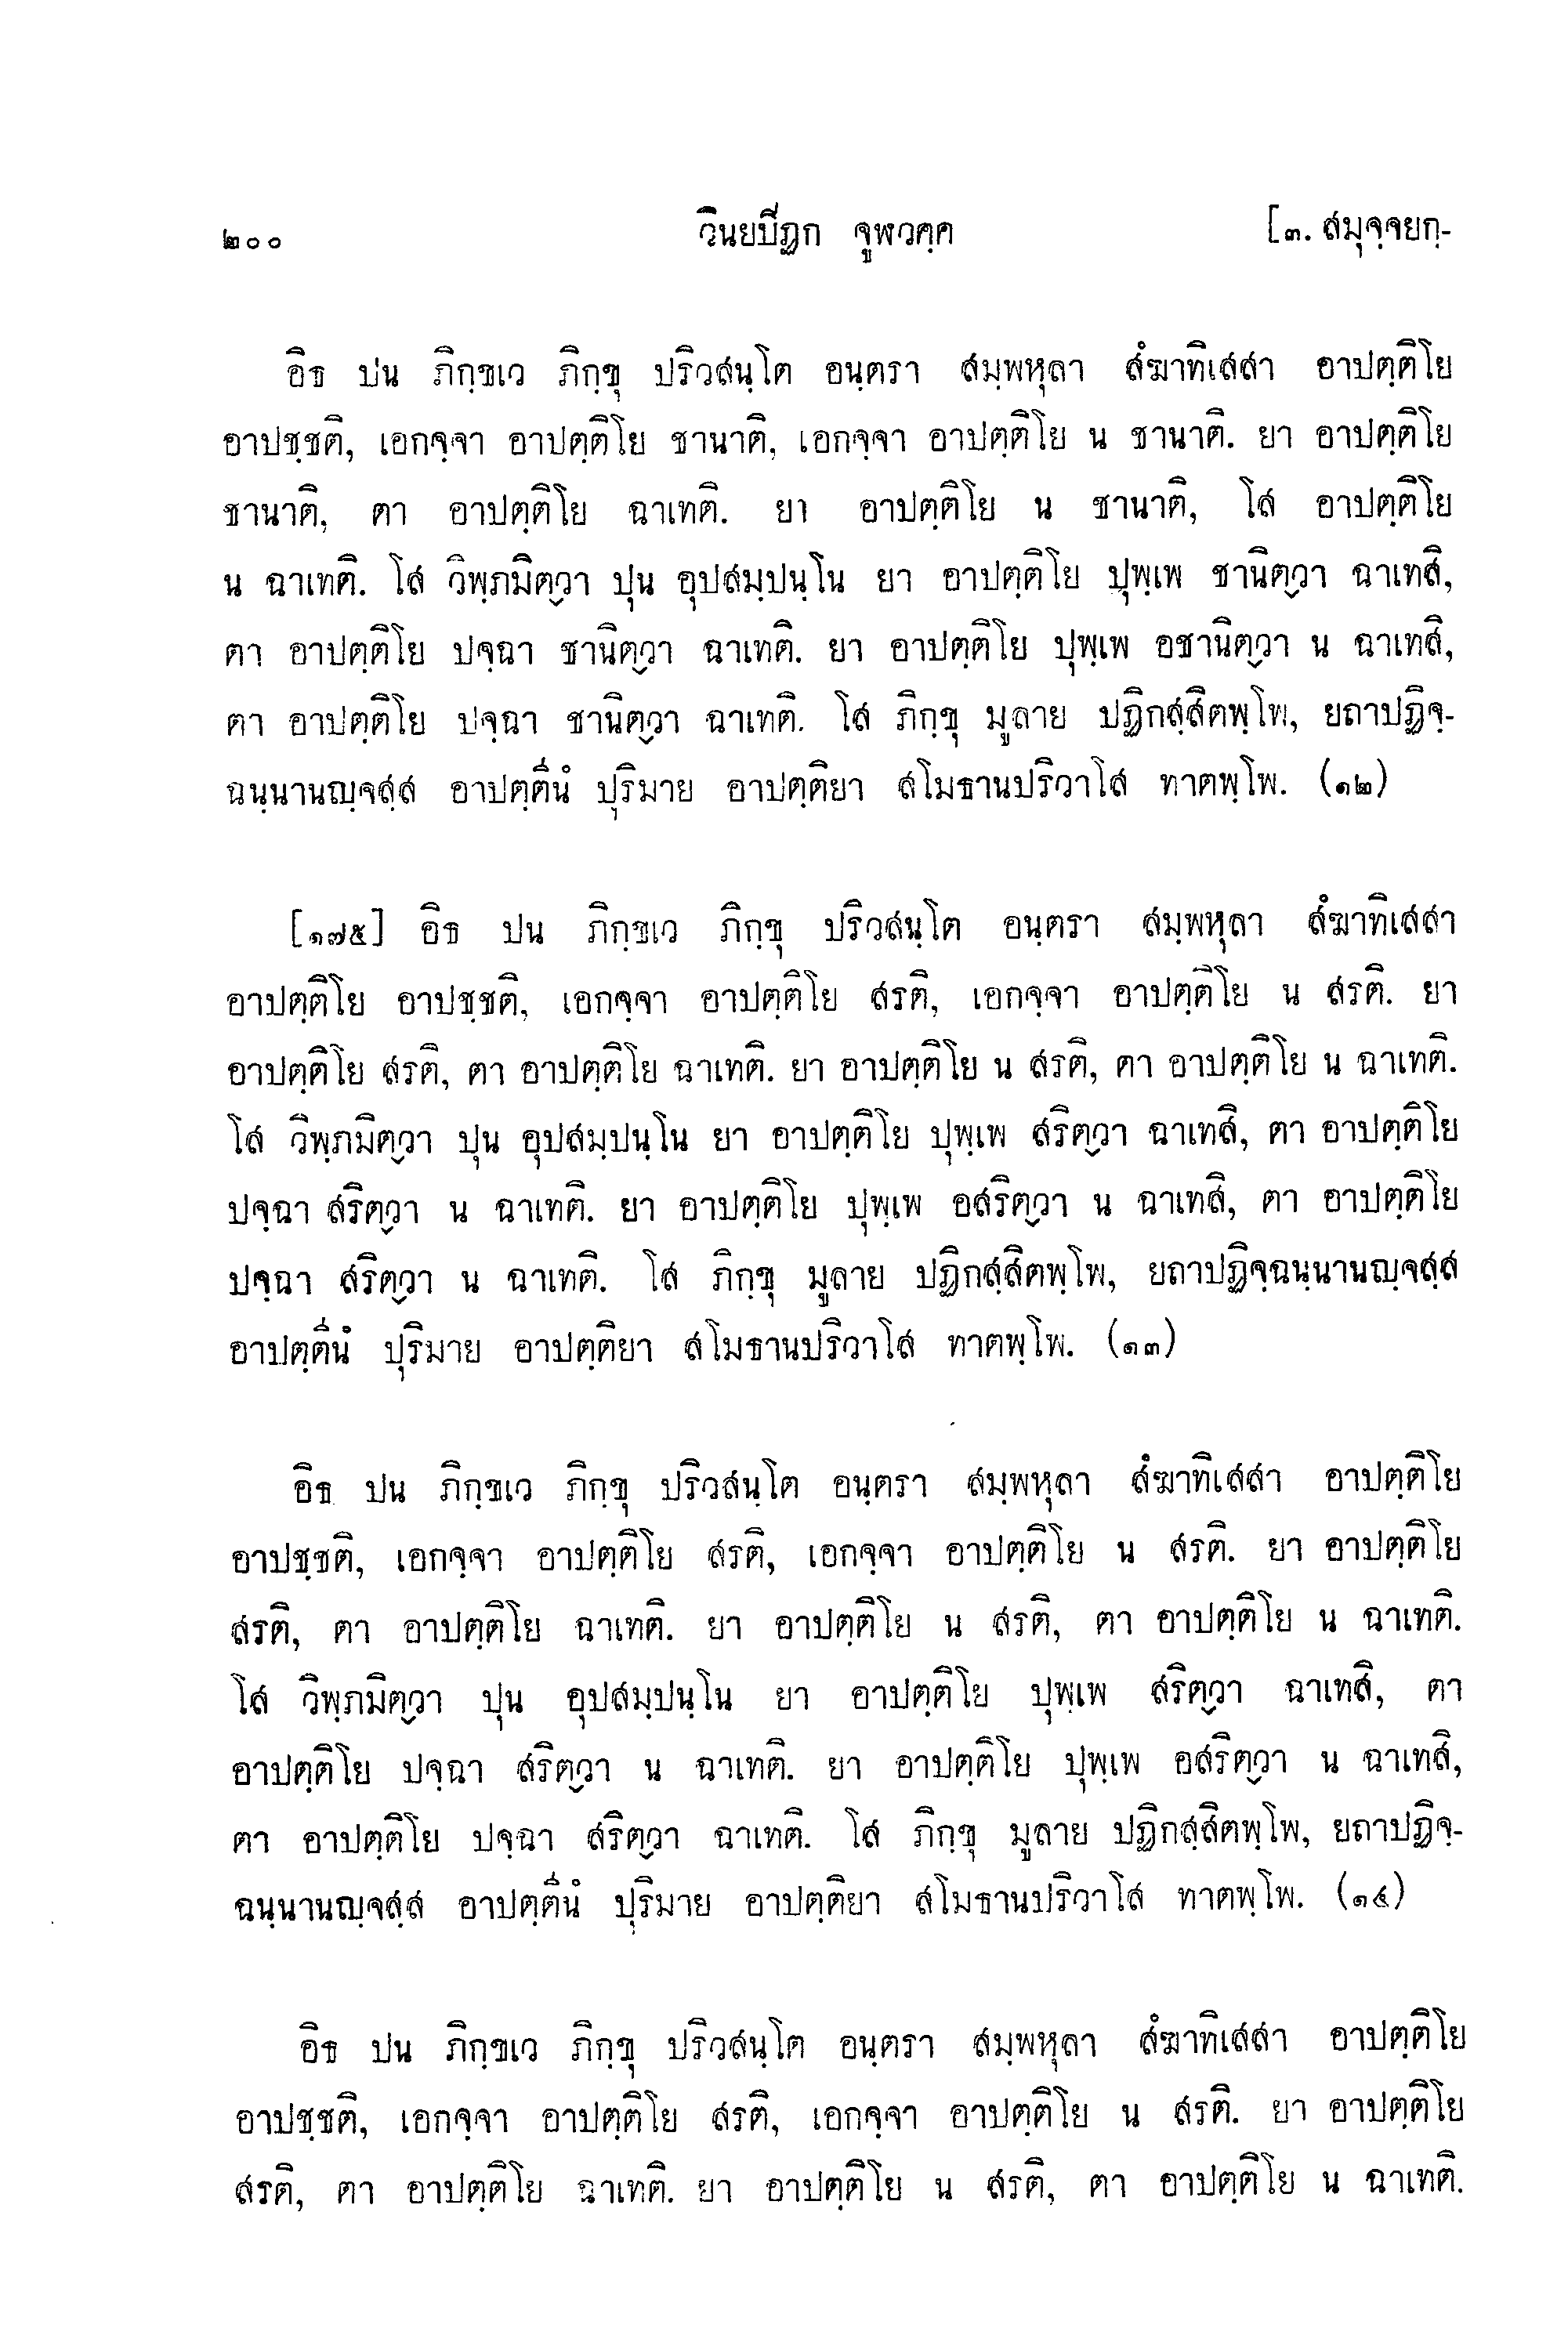 ๒๐๐ วินยปิฏก จูฬวคฺค [๓. สมุจฺจยกฺ-
อิธ ปน ภิกฺขเว ภิกฺขุ ปริวสนฺโต อนฺตรา สมฺพหุลา สํฆาทิเสสา อาปตฺติโย
อาปชฺชติ, เอกจฺจา อาปตฺติโย ชานาติ, เอกจฺจา อาปตฺติโย น ชานาติ. ยา อาปตฺติโย
ชานาติ, ตา อาปตฺติโย ฉาเทติ. ยา อาปตฺติโย น ชานาติ, โส อาปตฺติโย
น ฉาเทติ. โส วิพฺภมิตฺวา ปุน อุปสมฺปนฺโน ยา อาปตฺติโย ปุพฺเพ ชานิตฺวา ฉาเทสิ,
ตา อาปตฺติโย ปจฺฉา ชานิตฺวา ฉาเทติ. ยา อาปตฺติโย ปุพฺเพ อชานิตฺวา น ฉาเทสิ,
ตา อาปตฺติโย ปจฺฉา ชานิตฺวา ฉาเทติ. โส ภิกฺขุ มูลาย ปฏิกสฺสิตพฺโพ, ยถาปฏิจฺ-
ฉนฺนานญฺจสฺส อาปตฺตีนํ ปุริมาย อาปตฺติยา สโมธานปริวาโส ทาตพฺโพ. (๑๒)
[๑๗๕] อิธ ปน ภิกฺขเว ภิกฺขุ ปริวสนฺโต อนฺตรา สมฺพหุลา สํฆาทิเสสา
อาปตฺติโย อาปชฺชติ, เอกจฺจา อาปตฺติโย สรติ, เอกจฺจา อาปตฺติโย น สรติ. ยา
อาปตฺติโย สรติ, ตา อาปตฺติโย ฉาเทติ. ยา อาปตฺติโย น สรติ, ตา อาปตฺติโย น ฉาเทติ.
โส วิพฺภมิตฺวา ปุน อุปสมฺปนฺโน ยา อาปตฺติโย ปุพฺเพ สริตฺวา ฉาเทสิ, ตา อาปตฺติโย
ปจฺฉา สริตฺวา น ฉาเทติ. ยา อาปตฺติโย ปุพฺเพ อสริตฺวา น ฉาเทสิ, ตา อาปตฺติโย
ปจฺฉา สริตฺวา น ฉาเทติ. โส ภิกฺขุ มูลาย ปฏิกสฺสิตพฺโพ, ยถาปฏิจฺฉนฺนานญฺจสฺส
อาปตฺตีนํ ปุริมาย อาปตฺติยา สโมธานปริวาโส ทาตพฺโพ. (๑๓)
อิธ ปน ภิกฺขเว ภิกฺขุ ปริวสนฺโต อนฺตรา สมฺพหุลา สํฆาทิเสสา อาปตฺติโย
อาปชฺชติ, เอกจฺจา อาปตฺติโย สรติ, เอกจฺจา อาปตฺติโย น สรติ. ยา อาปตฺติโย
สรติ, ตา อาปตฺติโย ฉาเทติ. ยา อาปตฺติโย น สรติ, ตา อาปตฺติโย น ฉาเทติ.
โส วิพฺภมิตฺวา ปุน อุปสมฺปนฺโน ยา อาปตฺติโย ปุพฺเพ สริตฺวา ฉาเทสิ, ตา
อาปตฺติโย ปจฺฉา สริตฺวา น ฉาเทติ. ยา อาปตฺติโย ปุพฺเพ อสริตฺวา น ฉาเทสิ,
ตา อาปตฺติโย ปจฺฉา สริตฺวา ฉาเทติ. โส ภิกฺขุ มูลาย ปฏิกสฺสิตพฺโพ, ยถาปฏิจฺ-
ฉนฺนานญฺจสฺส อาปตฺตีนํ ปุริมาย อาปตฺติยา สโมธานปริวาโส ทาตพฺโพ. (๑๔)
อิธ ปน ภิกฺขเว ภิกฺขุ ปริวสนฺโต อนฺตรา สมฺพหุลา สํฆาทิเสสา อาปตฺติโย
อาปชฺชติ, เอกจฺจา อาปตฺติโย สรติ, เอกจฺจา อาปตฺติโย น สรติ. ยา อาปตฺติโย
สรติ, ตา อาปตฺติโย ฉาเทติ. ยา อาปตฺติโย น สรติ, ตา อาปตฺติโย น ฉาเทติ.